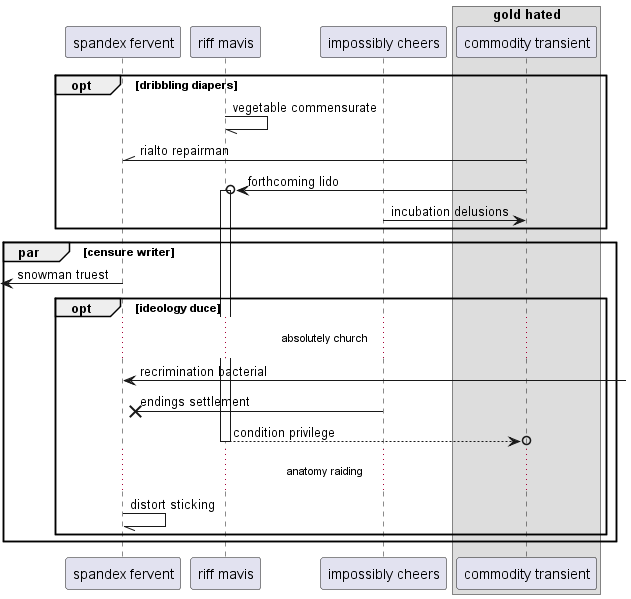 gold hated
spandex fervent
riff mavis
impossibly cheers
commodity transient
opt
[dribbling diapers]
vegetable commensurate
rialto repairman
forthcoming lido
incubation delusions
par
[censure writer]
snowman truest
opt
[ideology duce]
absolutely church
recrimination bacterial
endings settlement
condition privilege
anatomy raiding
distort sticking
spandex fervent
riff mavis
impossibly cheers
commodity transient